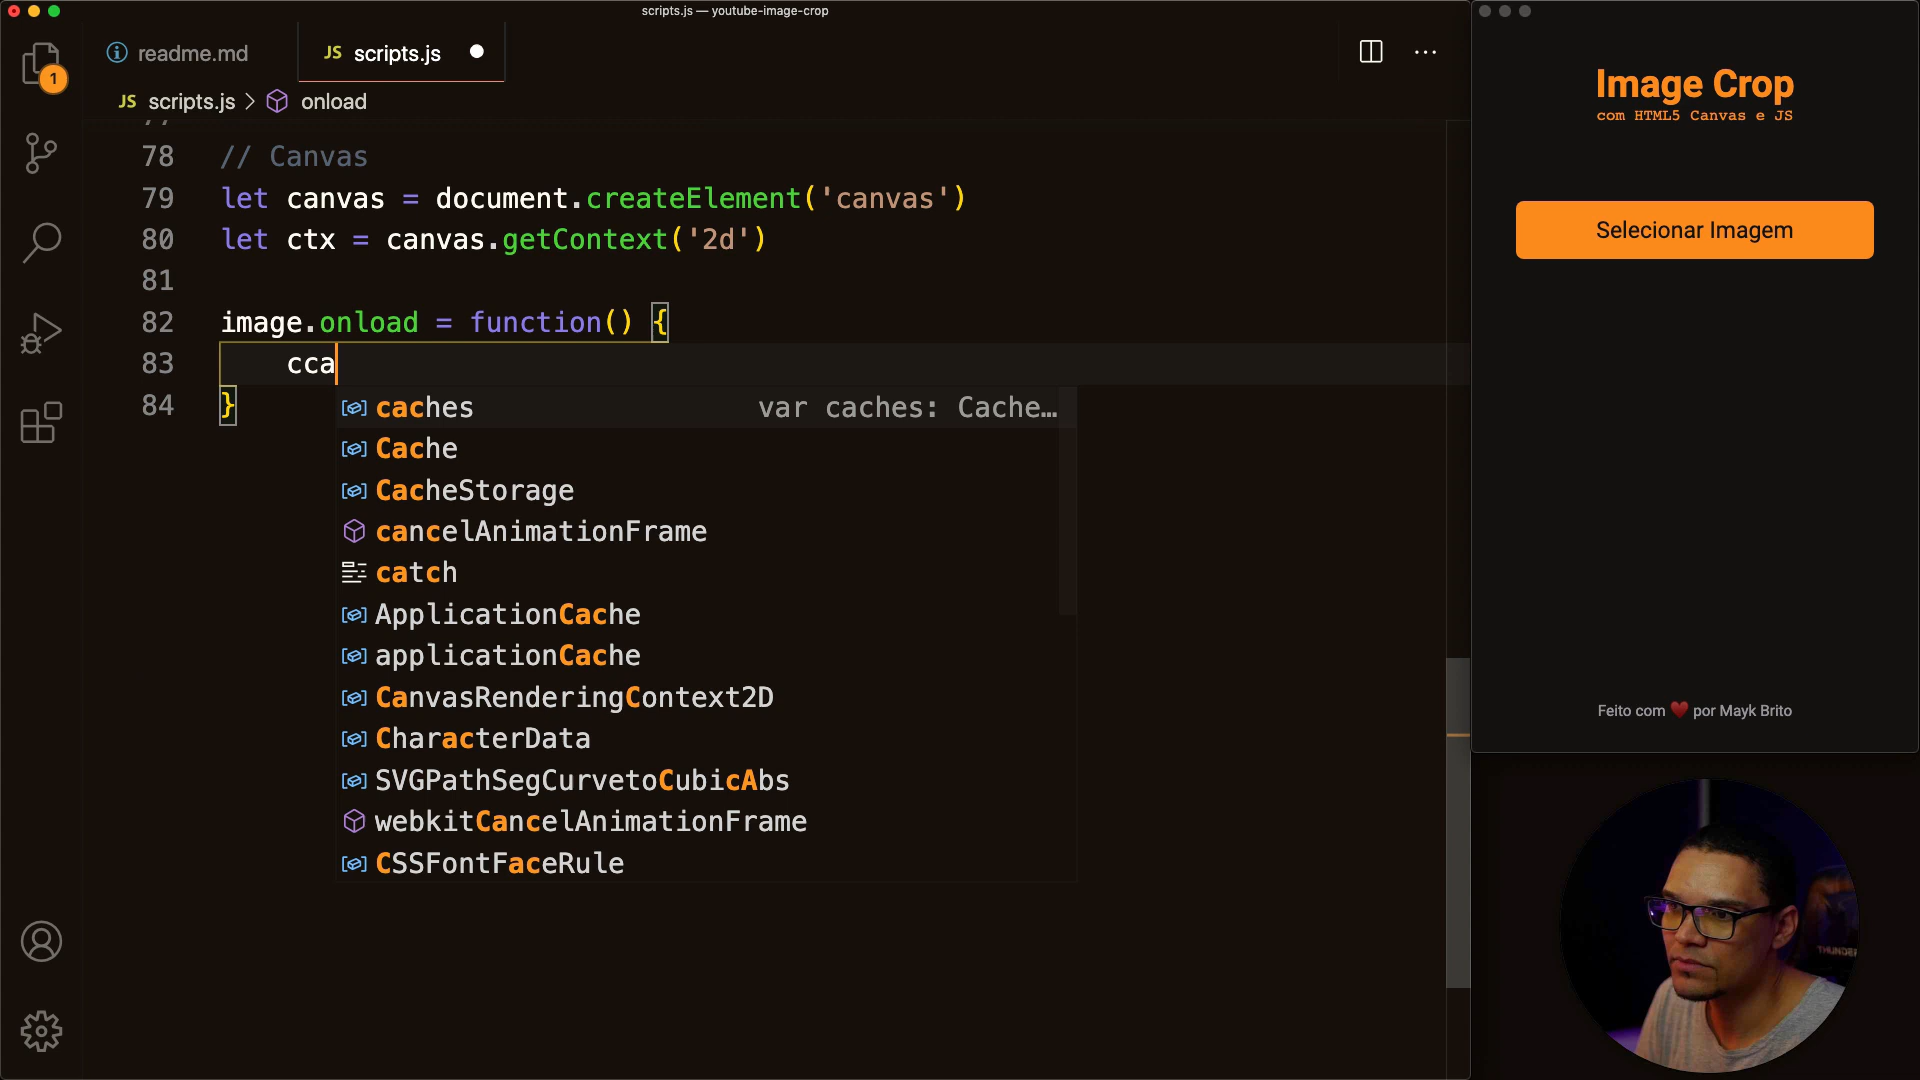 scripts.js — youtube-image-crop
1
readme.md
JS scripts.js
JS scripts.js > onload
78 // Canvas
79 let canvas = document.createElement('canvas')
80 let ctx = canvas.getContext('2d')
81
82 image.onload = function() {
83 cca
84 }
caches var caches: Cache…
Cache
CacheStorage
cancelAnimationFrame
catch
ApplicationCache
applicationCache
CanvasRenderingContext2D
CharacterData
SVGPathSegCurvetoCubicAbs
webkitCancelAnimationFrame
CSSFontFaceRule
Image Crop
com HTML5 Canvas e JS
Selecionar Imagem
Feito com ❤️ por Mayk Brito